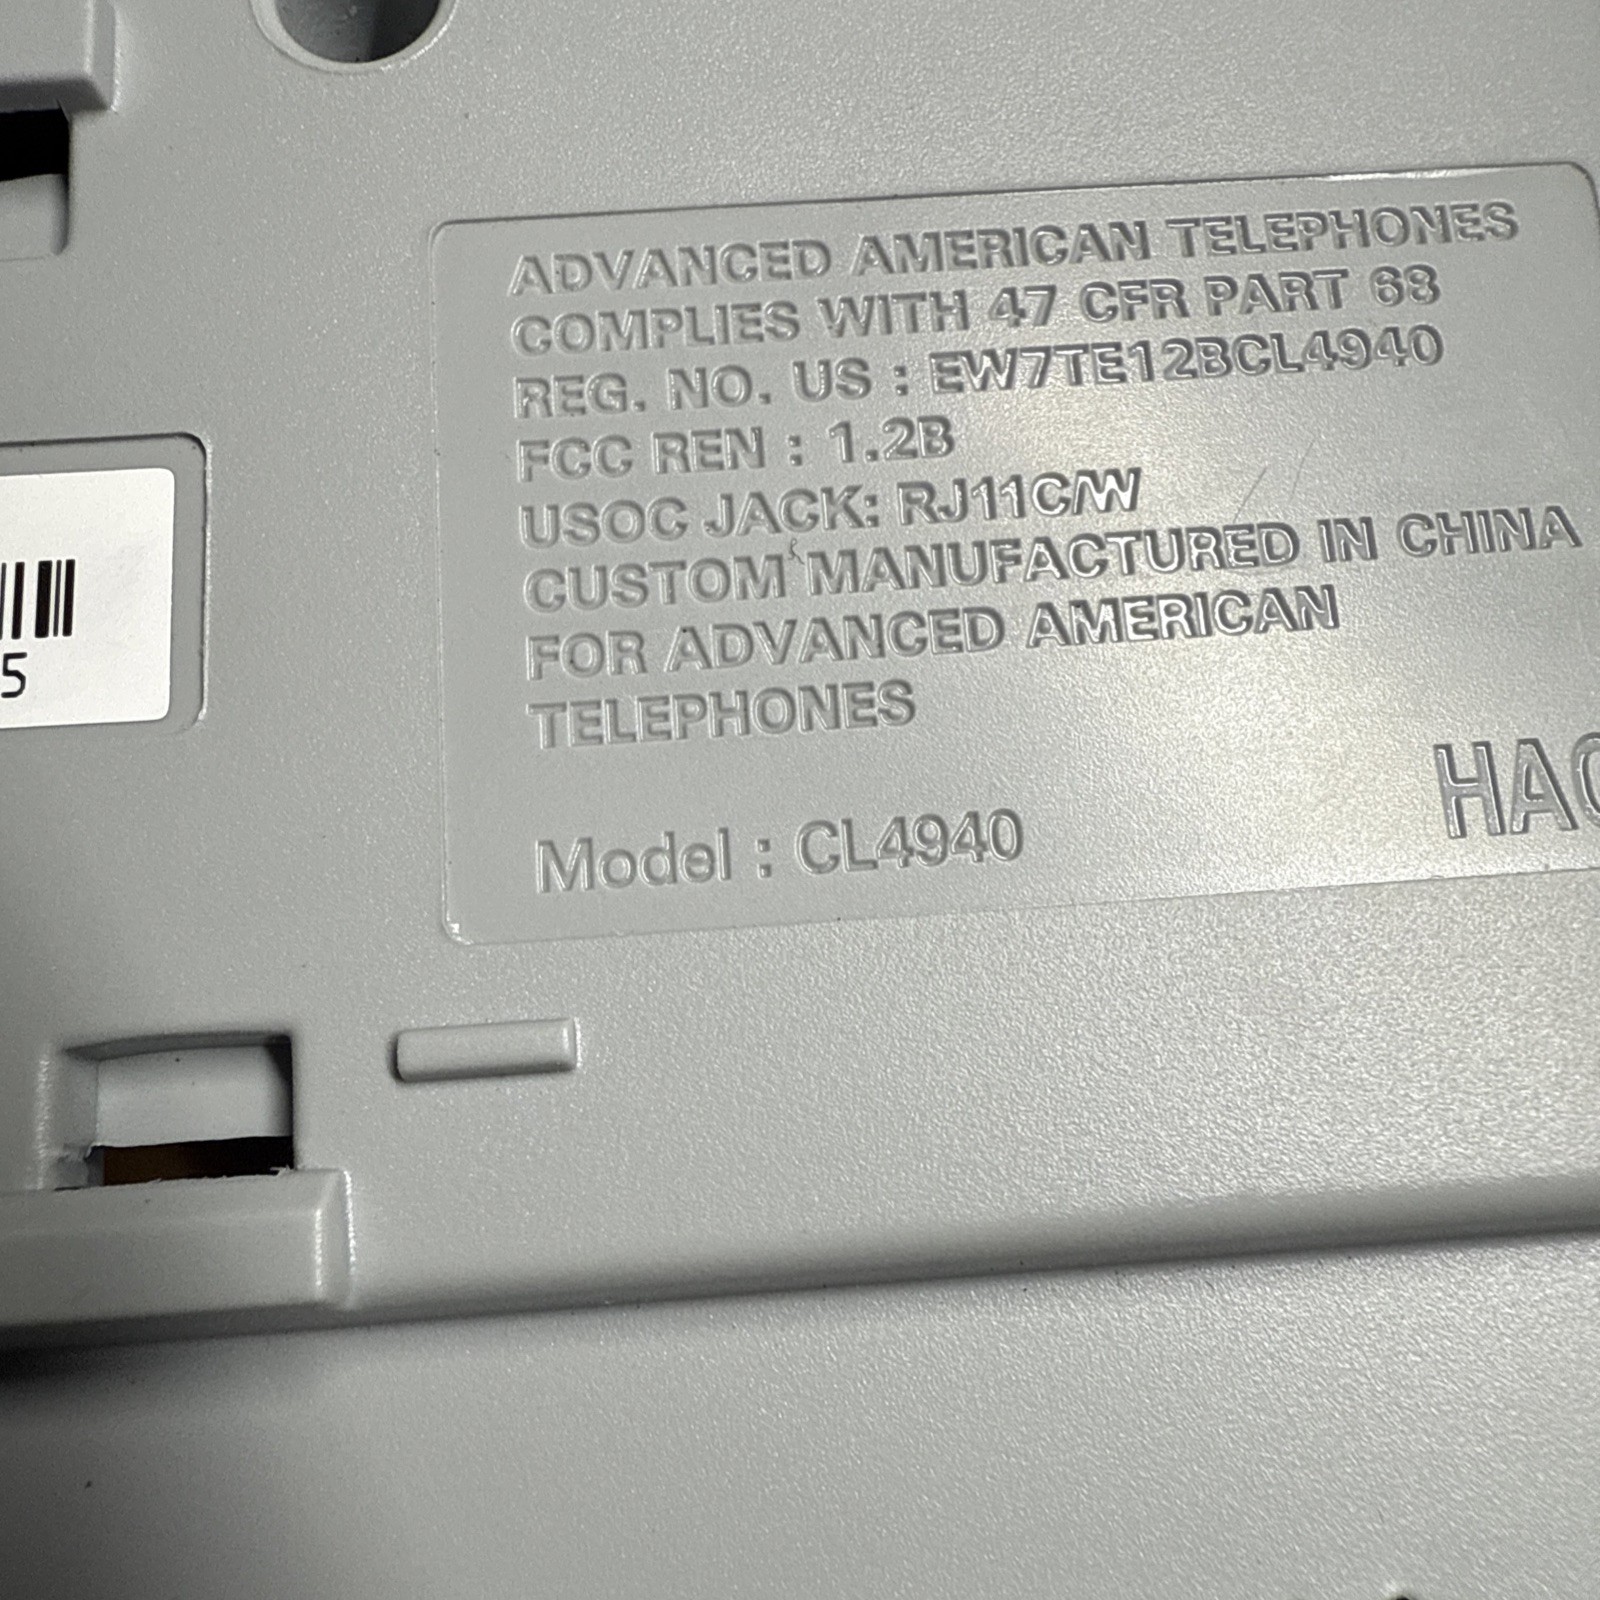 ADVANCED AMERICAN TELEPHONES
COMPLIES WITH 47 CFR PART 68
REG. NO. US : EW7TE12BCL4940
FCC REN : 1.2B
USOC JACK: RJ11C/W
CUSTOM MANUFACTURED IN CHINA
FOR ADVANCED AMERICAN
TELEPHONES
HAC
Model : CL4940
5